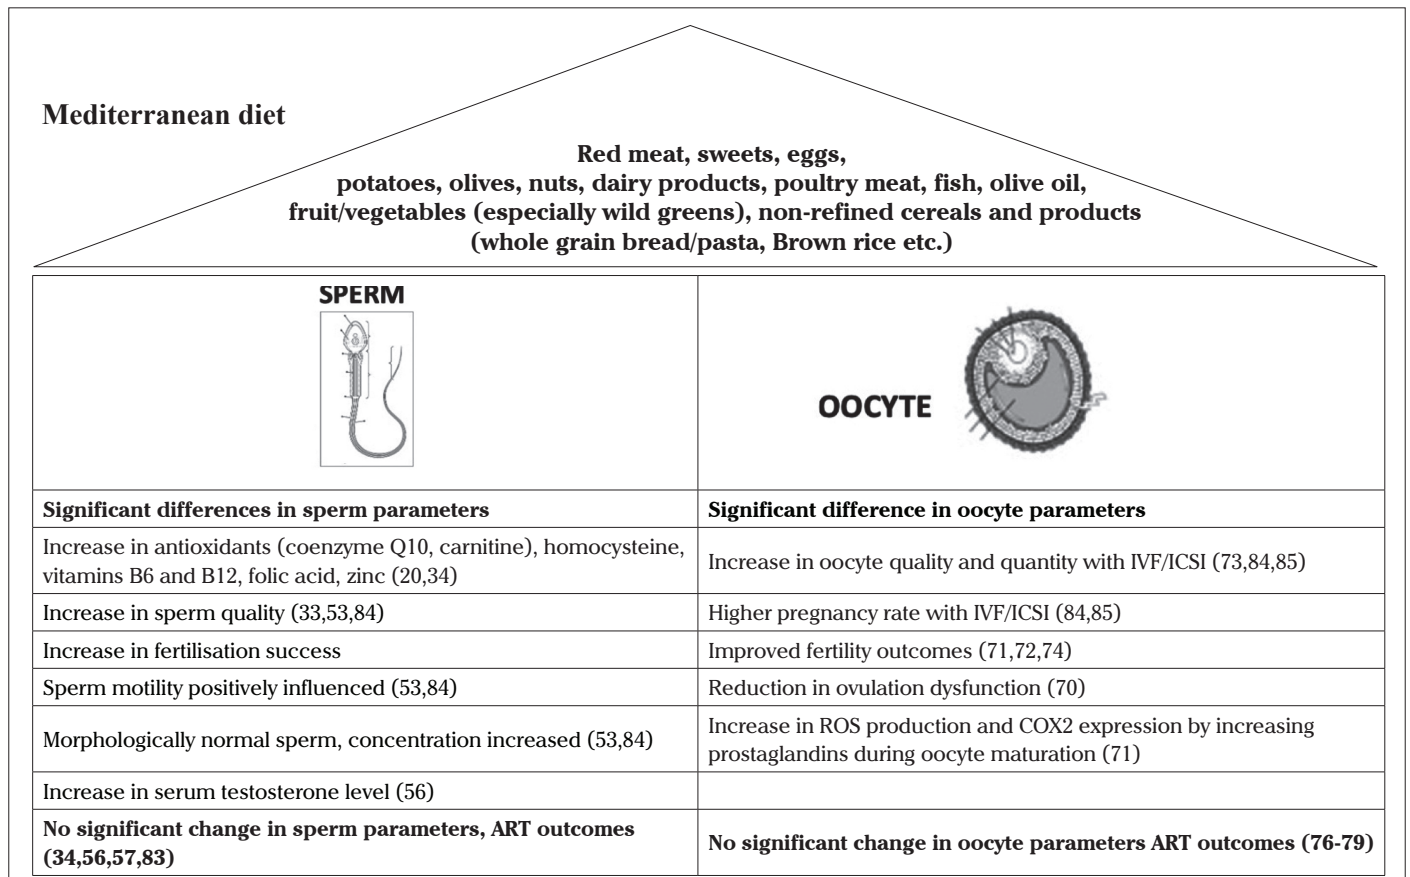 Mediterranean diet
Red meat, sweets, eggs,
potatoes, olives, nuts, dairy products, poultry meat, fish, olive oil,
fruit/vegetables (especially wild greens), non-refined cereals and products
(whole grain bread/pasta, Brown rice etc.)
SPERM
OOCYTE
Significant differences in sperm parameters
Significant difference in oocyte parameters
Increase in antioxidants (coenzyme Q10, carnitine), homocysteine,
vitamins B6 and B12, folic acid, zinc (20,34)
Increase in oocyte quality and quantity with IVF/ICSI (73,84,85)
Increase in sperm quality (33,53,84)
Higher pregnancy rate with IVF/ICSI (84,85)
Increase in fertilisation success
Improved fertility outcomes (71,72,74)
Sperm motility positively influenced (53,84)
Reduction in ovulation dysfunction (70)
Morphologically normal sperm, concentration increased (53,84)
Increase in ROS production and COX2 expression by increasing
prostaglandins during oocyte maturation (71)
Increase in serum testosterone level (56)
No significant change in sperm parameters, ART outcomes
(34,56,57,83)
No significant change in oocyte parameters ART outcomes (76-79)